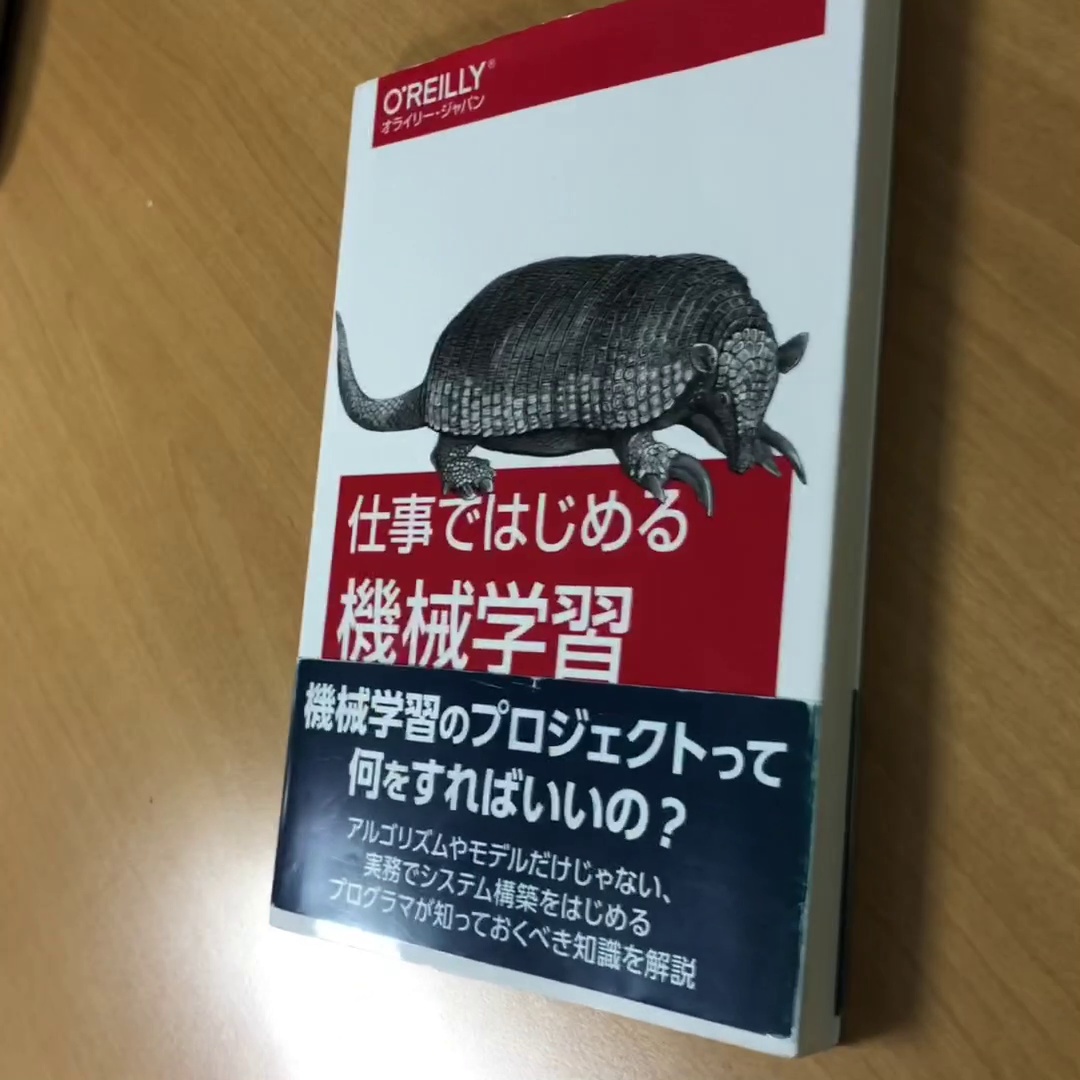 O'REILLY®
オライリー・ジャパン
仕事ではじめる
機械学習
機械学習のプロジェクトって
何をすればいいの？
アルゴリズムやモデルだけじゃない、
実務でシステム構築をはじめる
プログラマが知っておくべき知識を解説